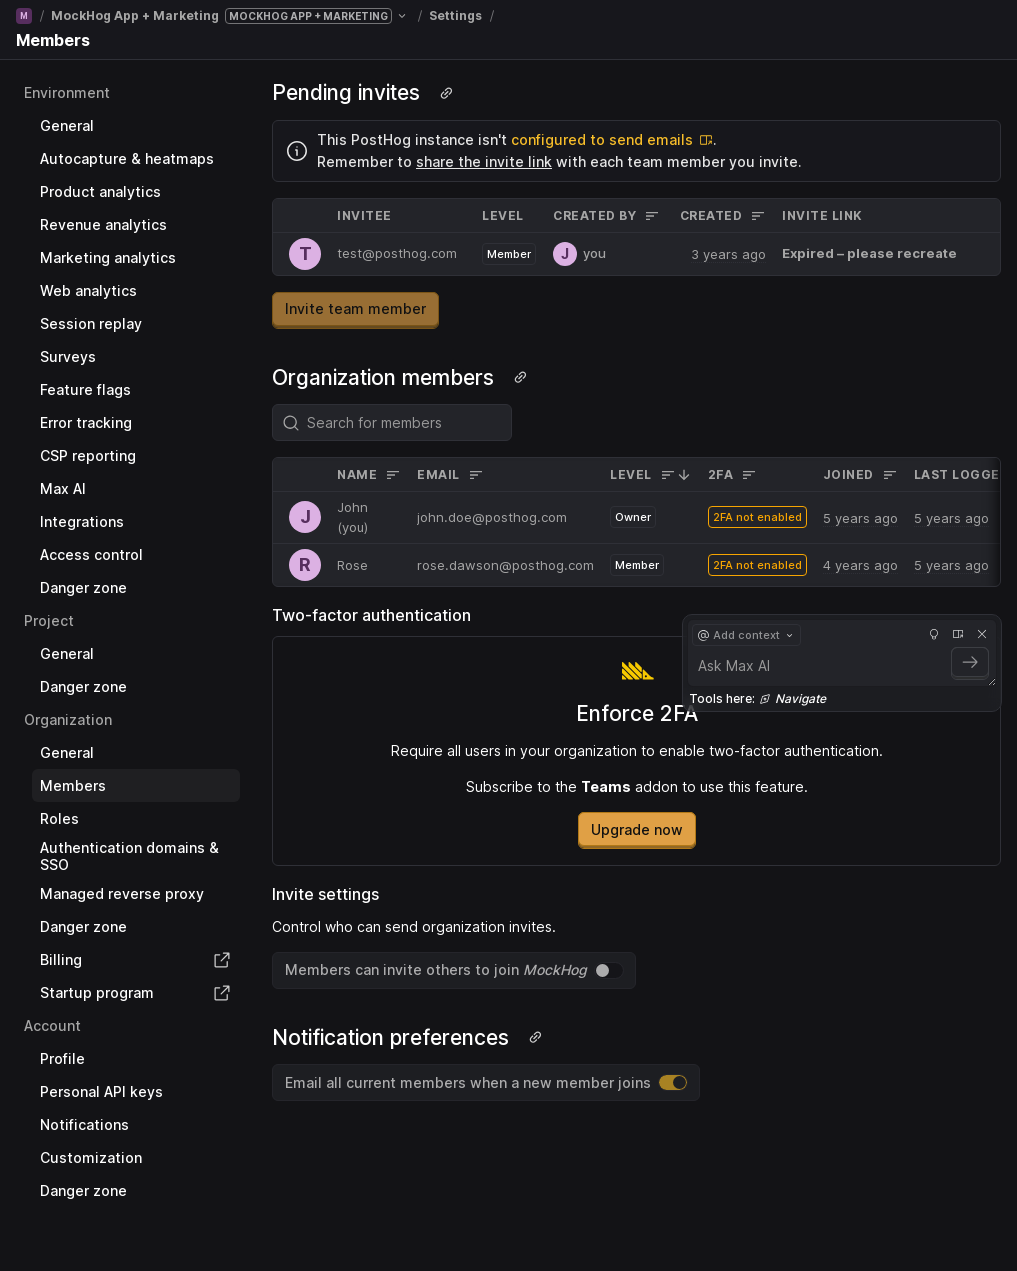 M / MockHog App + Marketing MOCKHOG APP + MARKETING / Settings /
Members
Environment
General
Autocapture & heatmaps
Product analytics
Revenue analytics
Marketing analytics
Web analytics
Session replay
Surveys
Feature flags
Error tracking
CSP reporting
Max AI
Integrations
Access control
Danger zone
Project
General
Danger zone
Organization
General
Members
Roles
Authentication domains &
SSO
Managed reverse proxy
Danger zone
Billing
Startup program
Account
Profile
Personal API keys
Notifications
Customization
Danger zone
Pending invites
This PostHog instance isn't configured to send emails.
Remember to share the invite link with each team member you invite.
INVITEE LEVEL CREATED BY CREATED INVITE LINK
T test@posthog.com Member J you 3 years ago Expired – please recreate
Invite team member
Organization members
Search for members
NAME EMAIL LEVEL 2FA JOINED LAST LOGGE
J John
(you) john.doe@posthog.com Owner 2FA not enabled 5 years ago 5 years ago
R Rose rose.dawson@posthog.com Member 2FA not enabled 4 years ago 5 years ago
Two-factor authentication
@ Add context
Ask Max AI
Tools here: Navigate
Enforce 2FA
Require all users in your organization to enable two-factor authentication.
Subscribe to the Teams addon to use this feature.
Upgrade now
Invite settings
Control who can send organization invites.
Members can invite others to join MockHog
Notification preferences
Email all current members when a new member joins